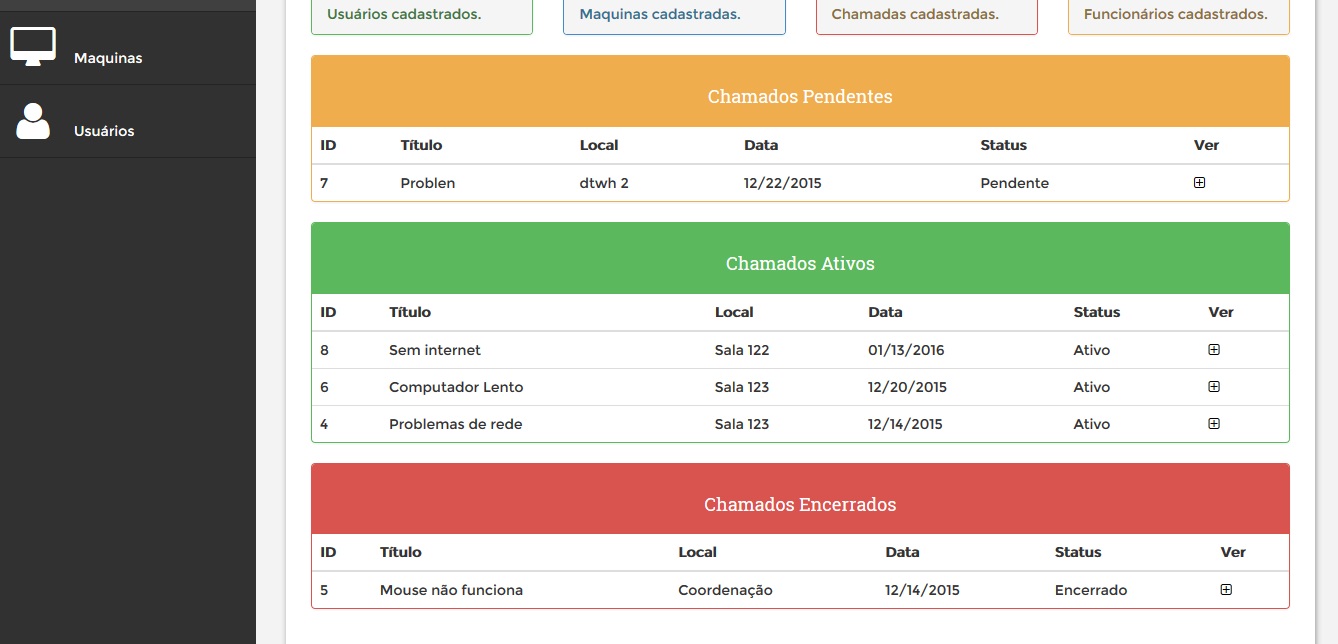 Usuários cadastrados. Maquinas cadastradas. Chamadas cadastradas. Funcionários cadastrados.
Maquinas
Usuários
Chamados Pendentes
ID Título Local Data Status Ver
7 Problen dtwh 2 12/22/2015 Pendente
Chamados Ativos
ID Título Local Data Status Ver
8 Sem internet Sala 122 01/13/2016 Ativo
6 Computador Lento Sala 123 12/20/2015 Ativo
4 Problemas de rede Sala 123 12/14/2015 Ativo
Chamados Encerrados
ID Título Local Data Status Ver
5 Mouse não funciona Coordenação 12/14/2015 Encerrado